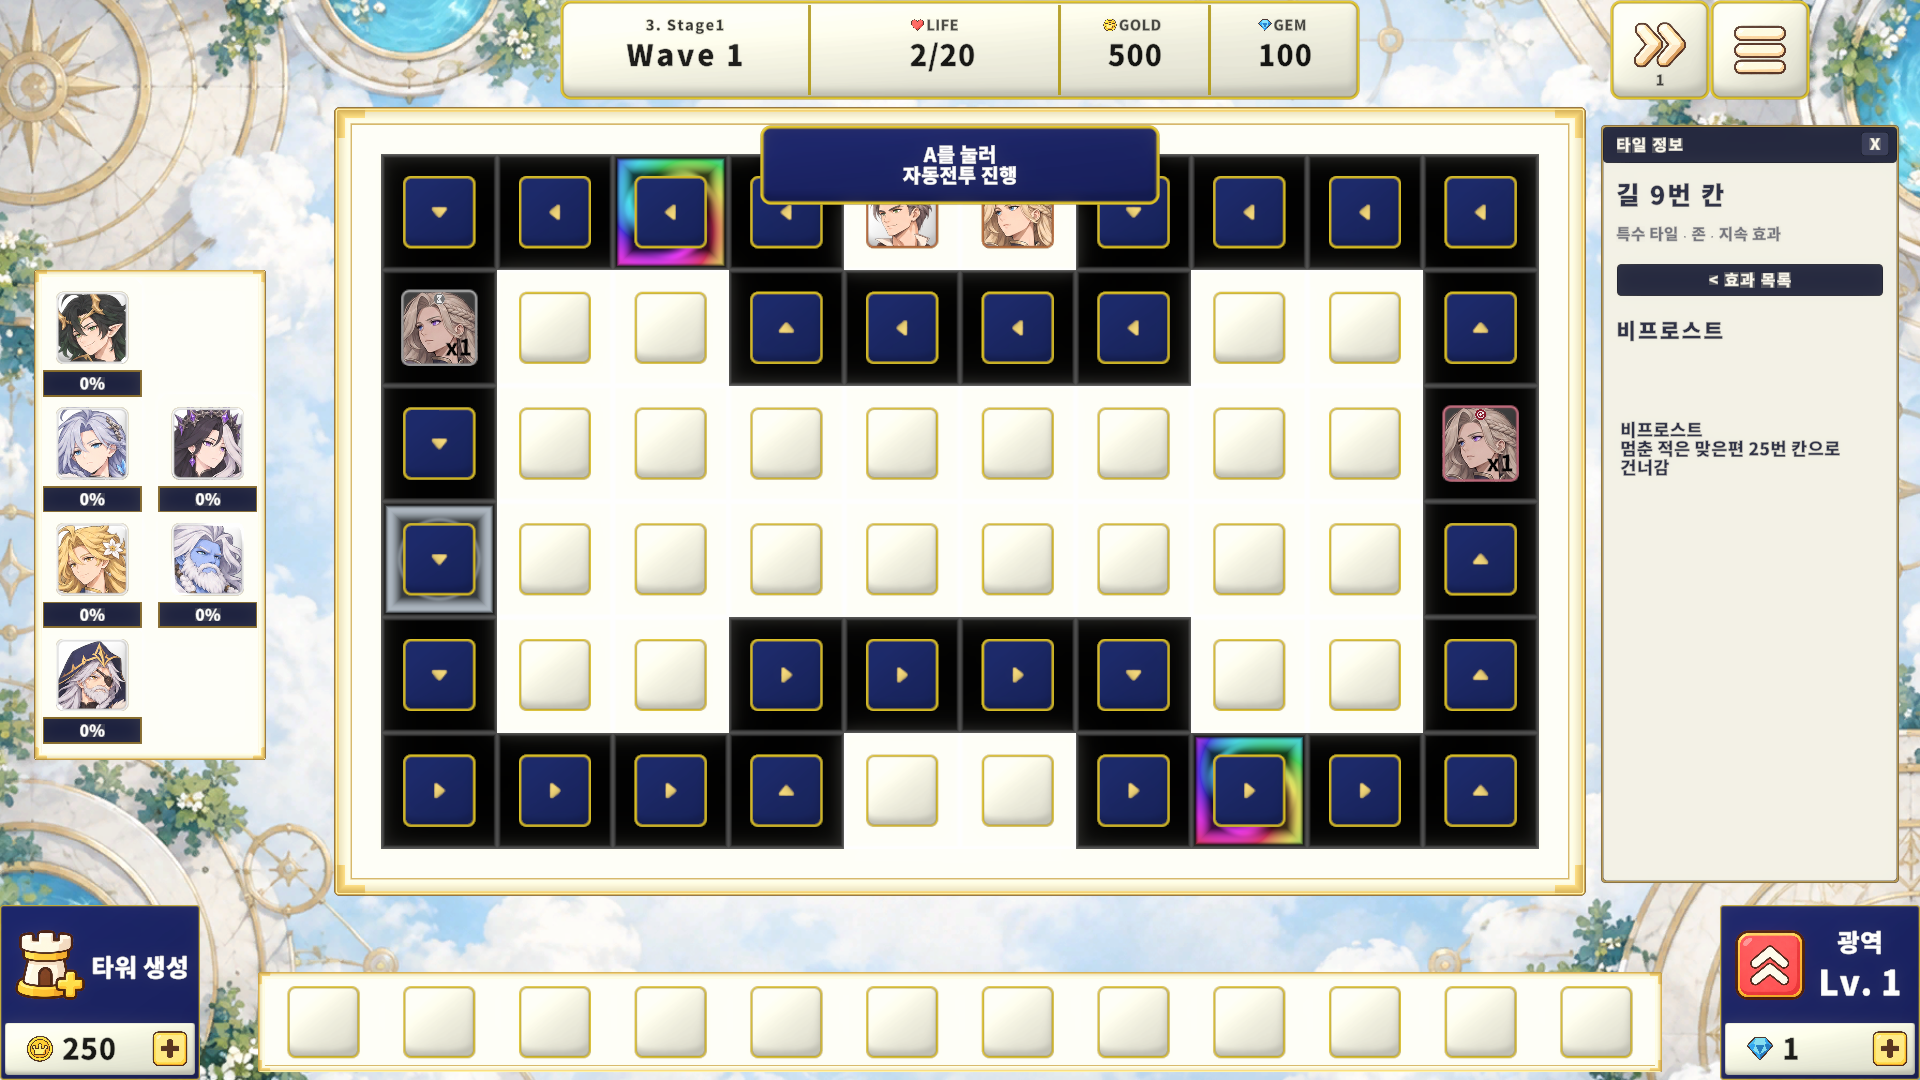 3. Stage1
Wave 1
LIFE
2/20
GOLD
500
GEM
100
1
A를 눌러
자동전투 진행
타일 정보
X
길 9번 칸
특수 타일 · 존 · 지속 효과
< 효과 목록
비프로스트
비프로스트
멈춘 적은 맞은편 25번 칸으로
건너감
x1
x1
0%
0%
0%
0%
0%
0%
타워 생성
250
광역
Lv. 1
1